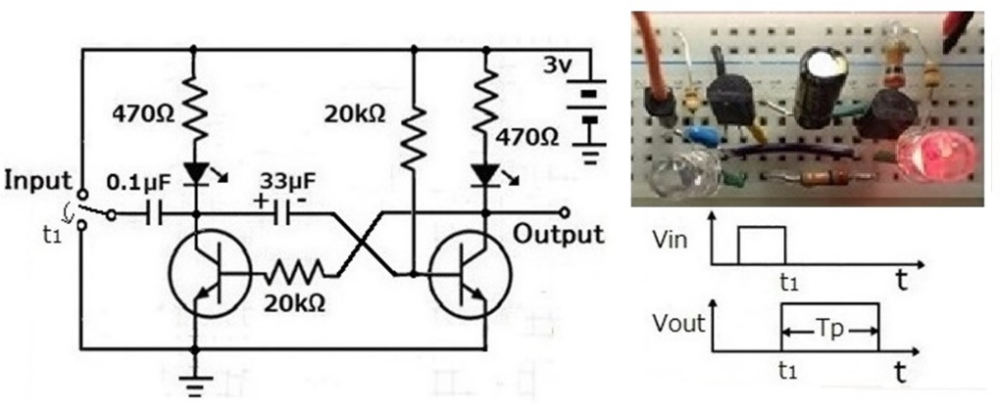 3v
470Ω
20kΩ
470Ω
Input
0.1μF
33μF
+ -
t1
Output
20kΩ
Vin
t1
t
Vout
Tp
t1
t